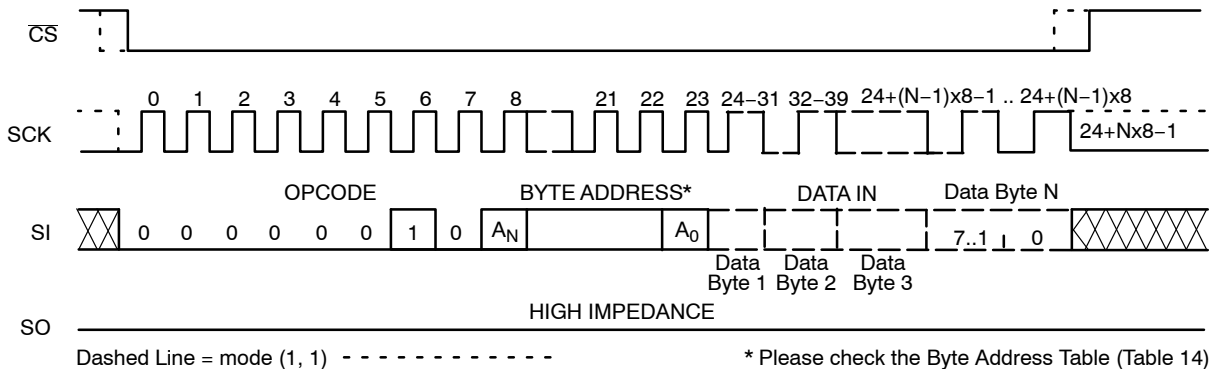 CS
0 1 2 3 4 5 6 7 8 21 22 23 24−31 32−39 24+(N−1)x8−1 .. 24+(N−1)x8
SCK
24+Nx8−1
OPCODE BYTE ADDRESS* DATA IN Data Byte N
SI 0 0 0 0 0 0 1 0 AN A0 7..1 0
Data Byte 1 Data Byte 2 Data Byte 3
HIGH IMPEDANCE
SO
Dashed Line = mode (1, 1) * Please check the Byte Address Table (Table 14)